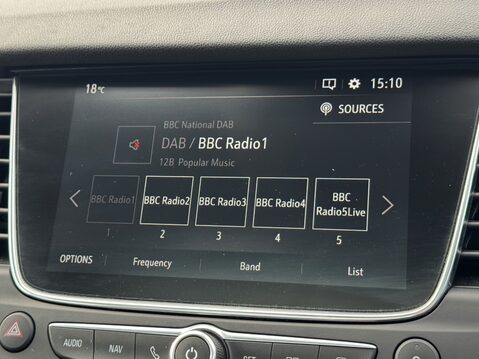 18°C
15:10
SOURCES
BBC National DAB
DAB / BBC Radio1
12B Popular Music
BBC Radio1 BBC Radio2 BBC Radio3 BBC Radio4 BBC
Radio5Live
1 2 3 4 5
OPTIONS Frequency Band List
AUDIO NAV
SET